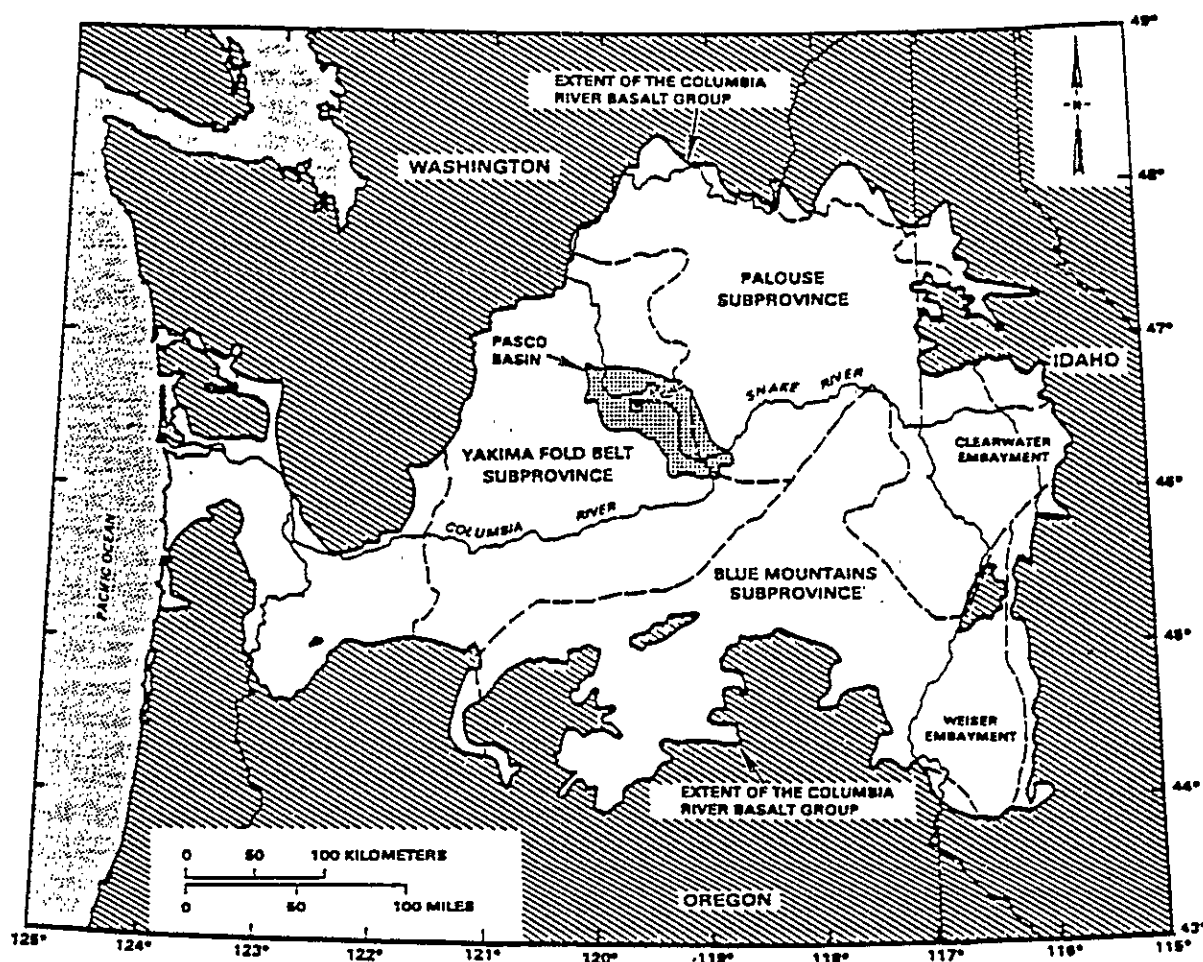 49°
EXTENT OF THE COLUMBIA
RIVER BASALT GROUP
N
WASHINGTON
48°
PALOUSE
SUBPROVINCE
47°
PASCO
BASIN
IDAHO
SNAKE RIVER
CLEARWATER
EMBAYMENT
YAKIMA FOLD BELT
SUBPROVINCE
46°
COLUMBIA RIVER
PACIFIC OCEAN
BLUE MOUNTAINS
SUBPROVINCE
45°
WEISER
EMBAYMENT
EXTENT OF THE COLUMBIA
RIVER BASALT GROUP
44°
0 50 100 KILOMETERS
0 50 100 MILES
OREGON
43°
125° 124° 123° 122° 121° 120° 119° 118° 117° 116° 115°